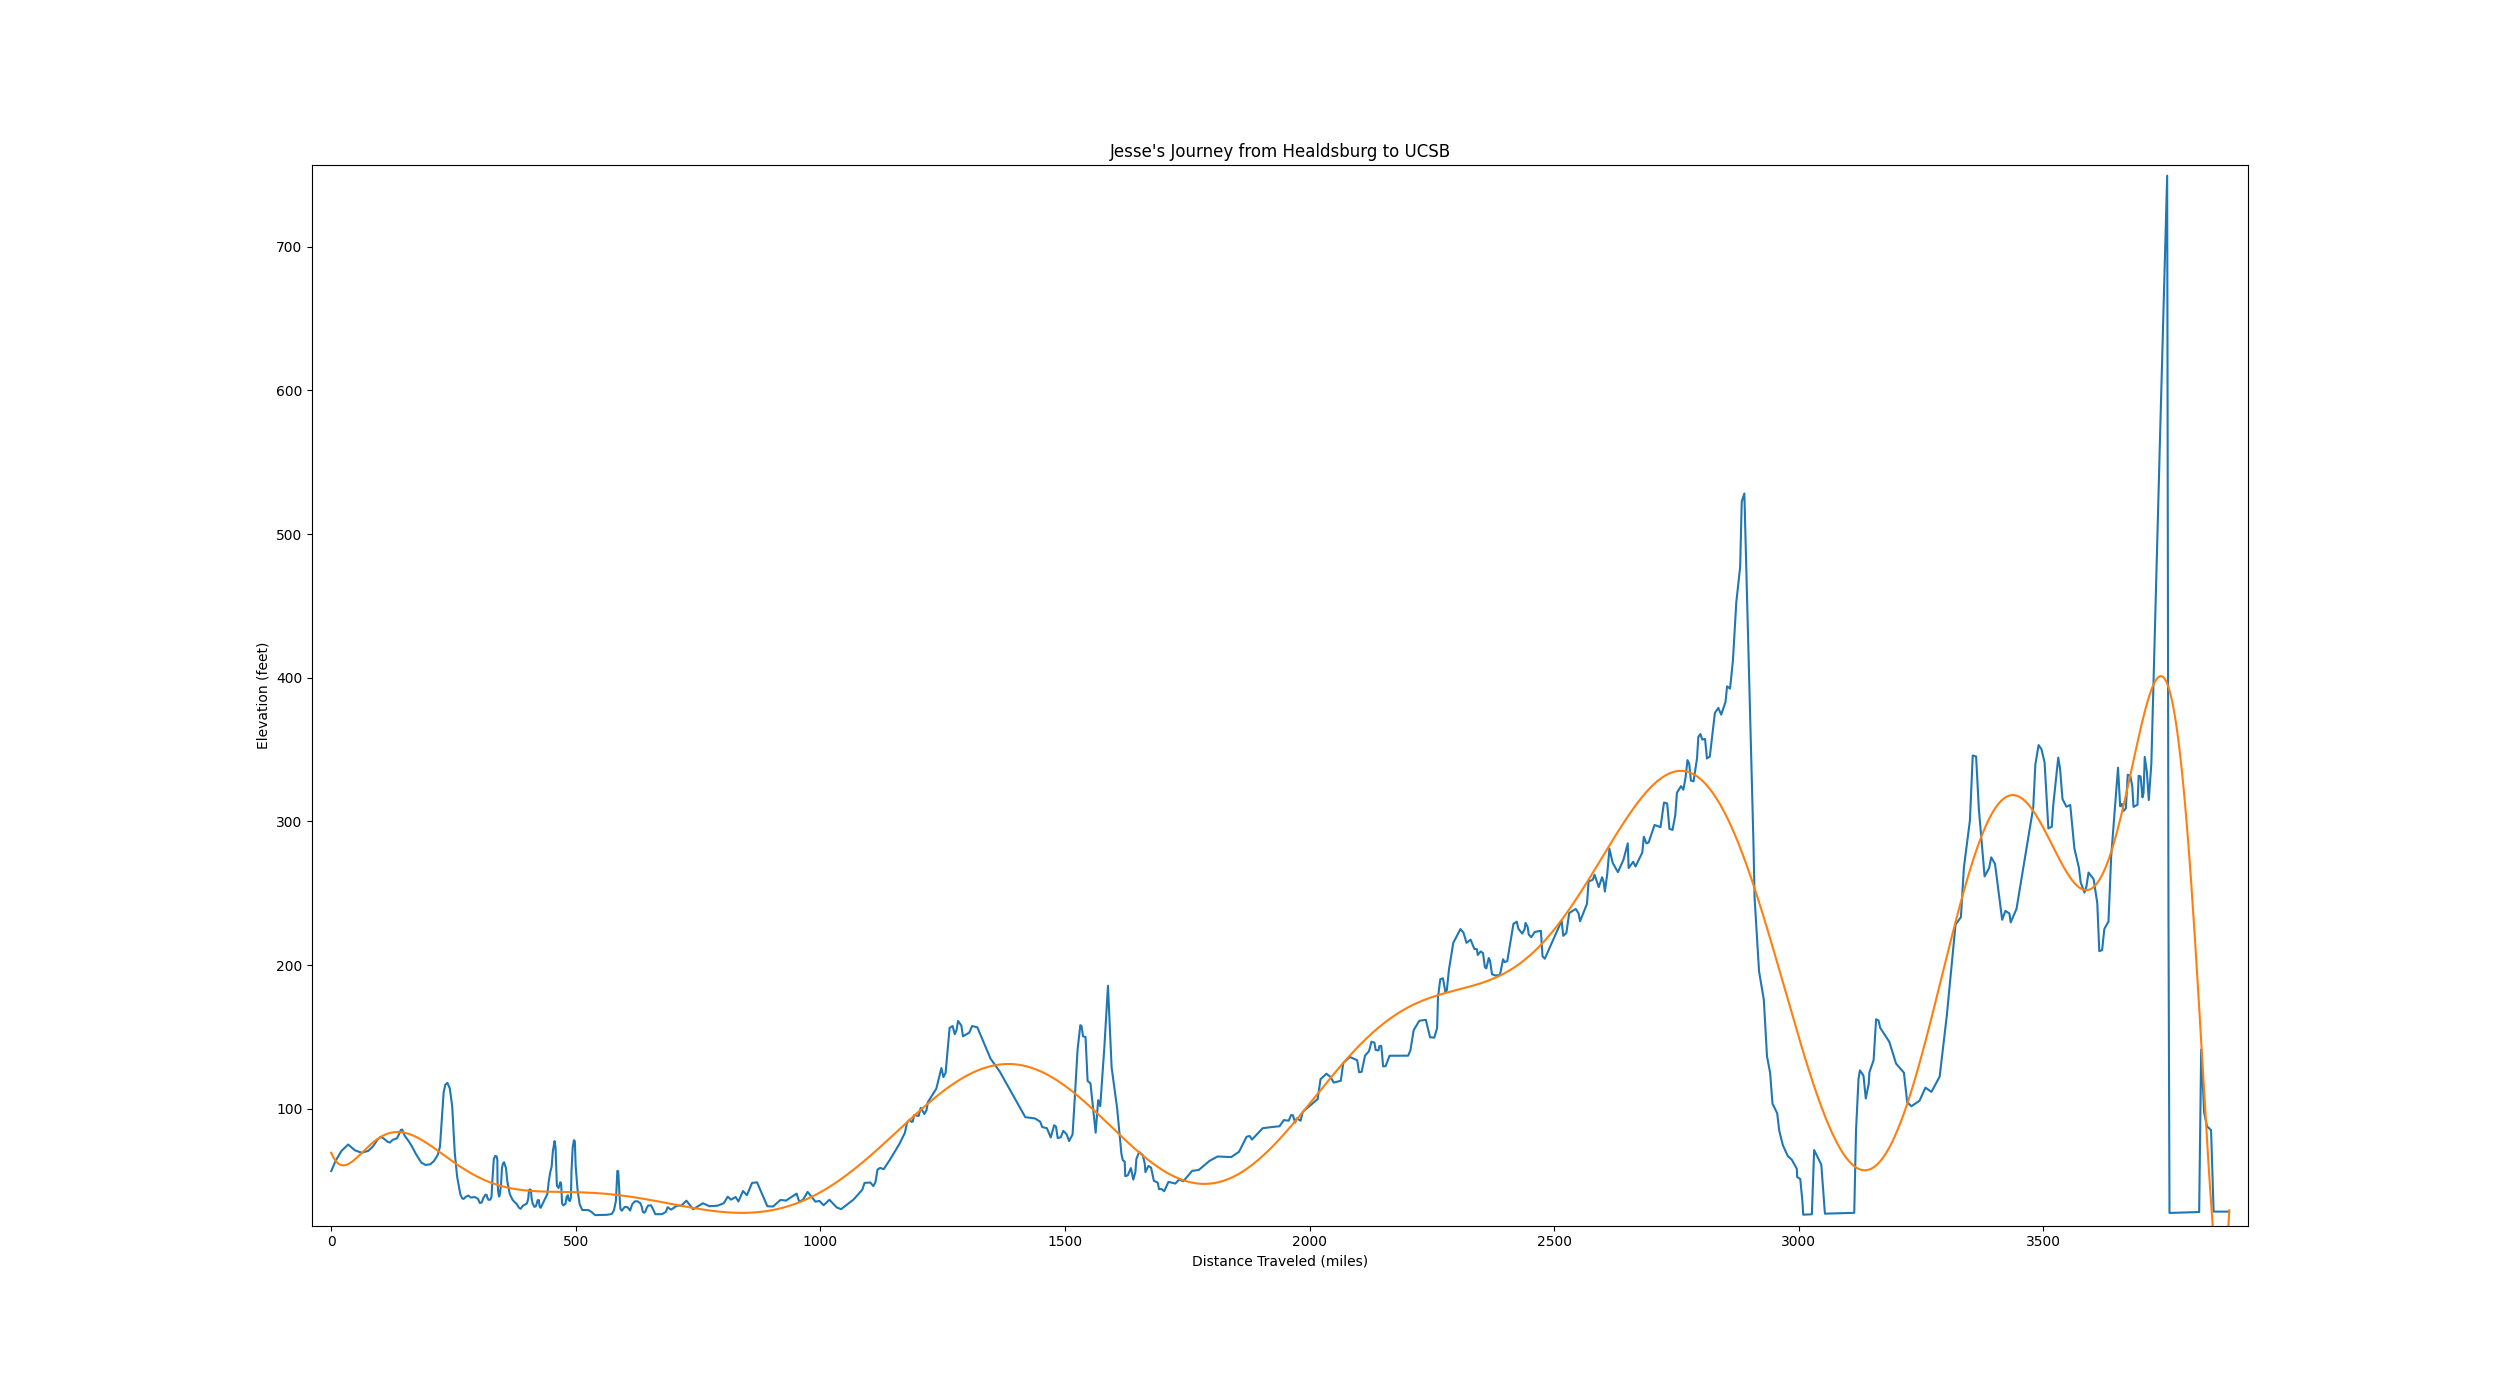 Jesse's Journey from Healdsburg to UCSB
700
600
500
400
300
200
100
Elevation (feet)
0 500 1000 1500 2000 2500 3000 3500
Distance Traveled (miles)